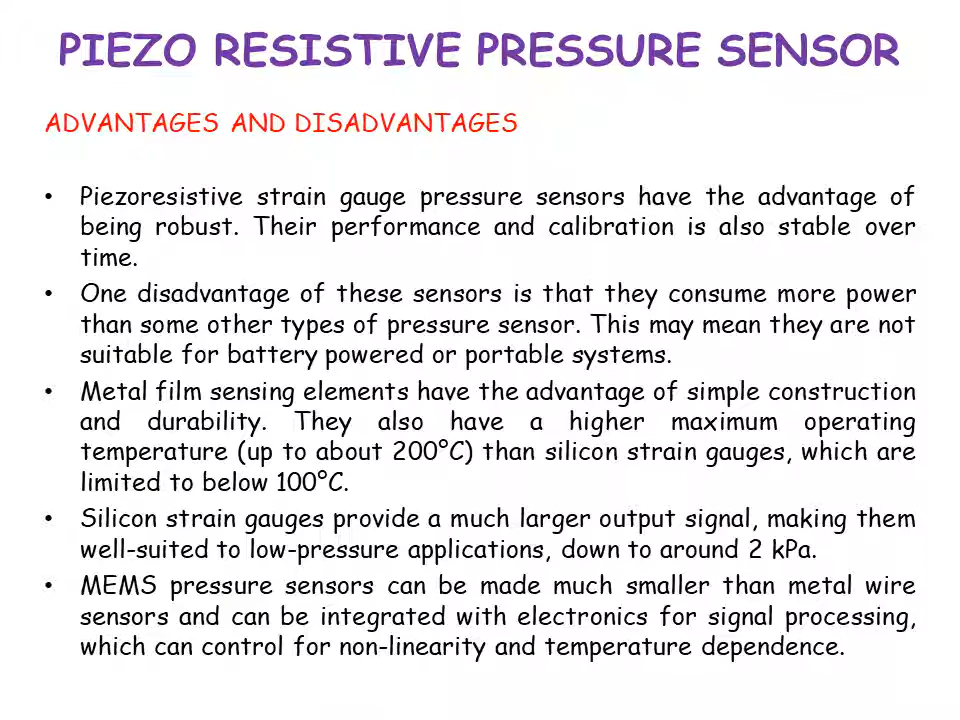 PIEZO RESISTIVE PRESSURE SENSOR
ADVANTAGES AND DISADVANTAGES
• Piezoresistive strain gauge pressure sensors have the advantage of
being robust. Their performance and calibration is also stable over
time.
• One disadvantage of these sensors is that they consume more power
than some other types of pressure sensor. This may mean they are not
suitable for battery powered or portable systems.
• Metal film sensing elements have the advantage of simple construction
and durability. They also have a higher maximum operating
temperature (up to about 200°C) than silicon strain gauges, which are
limited to below 100°C.
• Silicon strain gauges provide a much larger output signal, making them
well-suited to low-pressure applications, down to around 2 kPa.
• MEMS pressure sensors can be made much smaller than metal wire
sensors and can be integrated with electronics for signal processing,
which can control for non-linearity and temperature dependence.